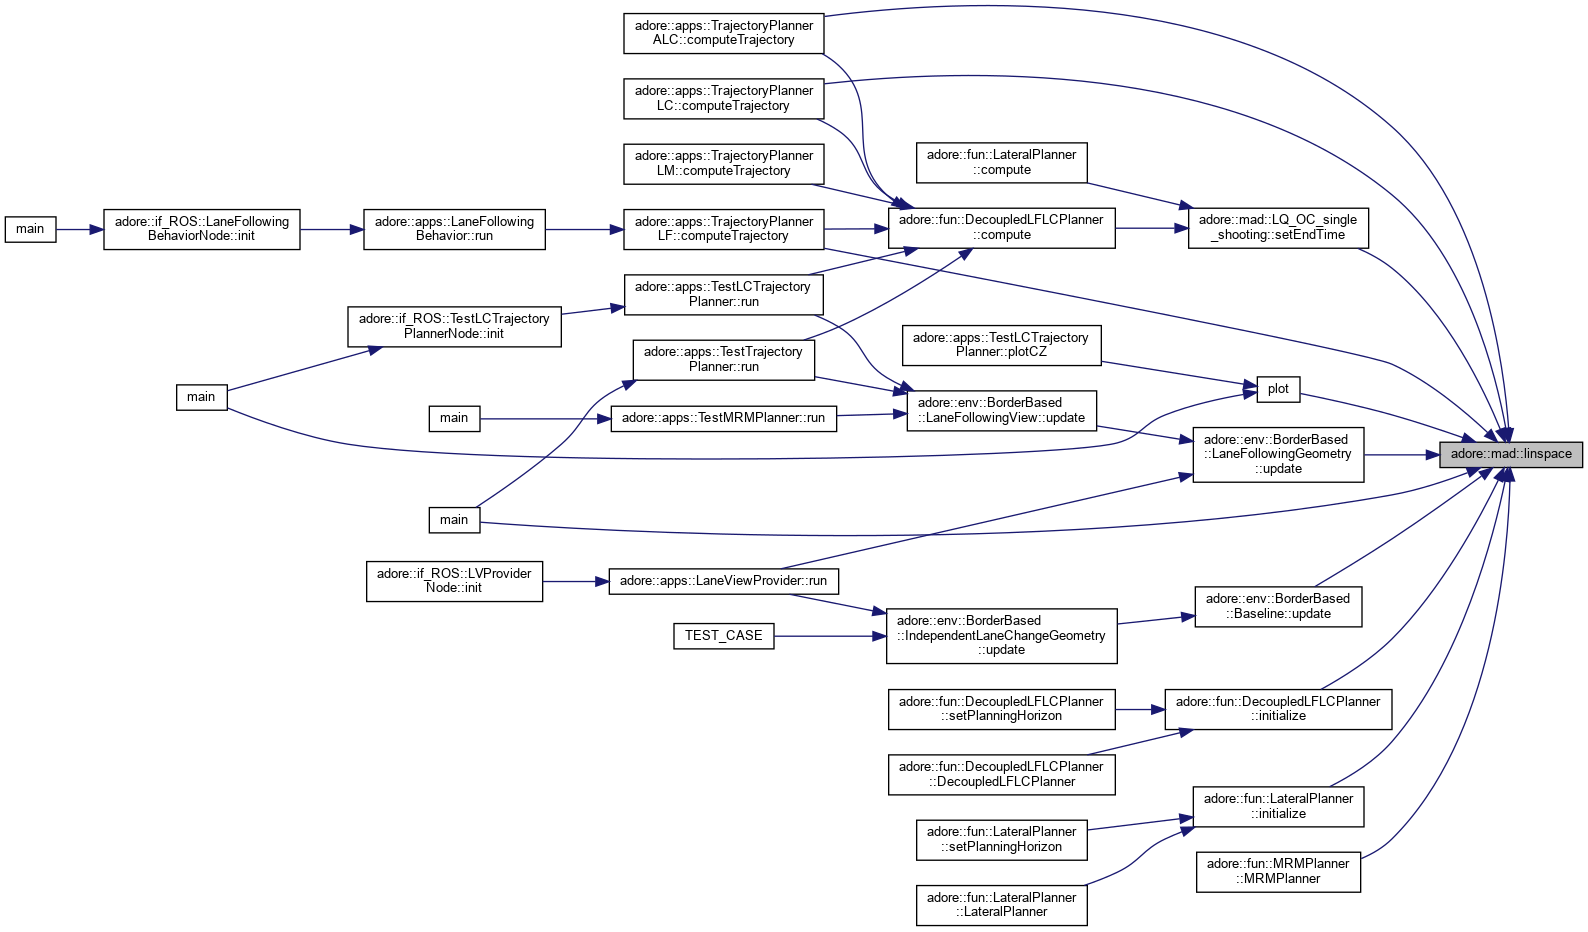 adore::apps::TrajectoryPlanner
ALC::computeTrajectory
adore::apps::TrajectoryPlanner
LC::computeTrajectory
adore::apps::TrajectoryPlanner
LM::computeTrajectory
adore::fun::LateralPlanner
::compute
main
adore::if_ROS::LaneFollowing
BehaviorNode::init
adore::apps::LaneFollowing
Behavior::run
adore::apps::TrajectoryPlanner
LF::computeTrajectory
adore::fun::DecoupledLFLCPlanner
::compute
adore::mad::LQ_OC_single
_shooting::setEndTime
adore::apps::TestLCTrajectory
Planner::run
adore::if_ROS::TestLCTrajectory
PlannerNode::init
adore::apps::TestLCTrajectory
Planner::plotCZ
adore::apps::TestTrajectory
Planner::run
main
plot
main
adore::apps::TestMRMPlanner::run
adore::env::BorderBased
::LaneFollowingView::update
adore::env::BorderBased
::LaneFollowingGeometry
::update
adore::mad::linspace
main
adore::if_ROS::LVProvider
Node::init
adore::apps::LaneViewProvider::run
adore::env::BorderBased
::Baseline::update
TEST_CASE
adore::env::BorderBased
::IndependentLaneChangeGeometry
::update
adore::fun::DecoupledLFLCPlanner
::setPlanningHorizon
adore::fun::DecoupledLFLCPlanner
::initialize
adore::fun::DecoupledLFLCPlanner
::DecoupledLFLCPlanner
adore::fun::LateralPlanner
::initialize
adore::fun::LateralPlanner
::setPlanningHorizon
adore::fun::MRMPlanner
::MRMPlanner
adore::fun::LateralPlanner
::LateralPlanner